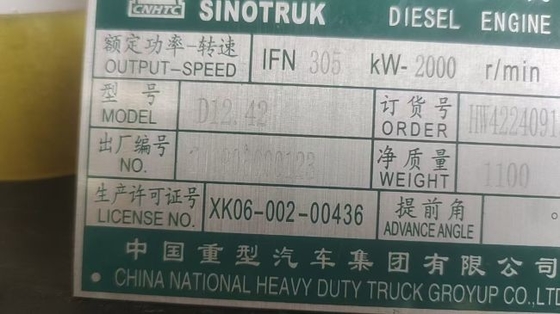 CNHTC SINOTRUK DIESEL ENGINE
额定功率-转速
OUTPUT-SPEED IFN 305 kW- 2000 r/min
型号
MODEL D12.42
订货号
ORDER HW4224091
出厂编号
NO.
净质量
WEIGHT 1100
生产许可证号
LICENSE NO. XK06-002-00436
提前角
ADVANCE ANGLE °
中国重型汽车集团有限公司
CHINA NATIONAL HEAVY DUTY TRUCK GROYUP CO.,LT